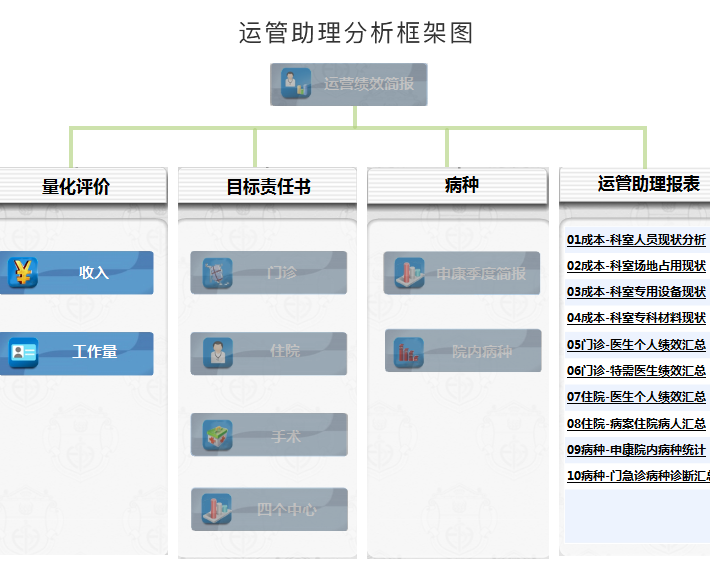 运管助理分析框架图
运营绩效简报
量化评价
收入
工作量
目标责任书
门诊
住院
手术
四个中心
病种
申康季度简报
院内病种
运管助理报表
01成本-科室人员现状分析
02成本-科室场地占用现状
03成本-科室专用设备现状
04成本-科室专科材料现状
05门诊-医生个人绩效汇总
06门诊-特需医生绩效汇总
07住院-医生个人绩效汇总
08住院-病案住院病人汇总
09病种-申康院内病种统计
10病种-门急诊病种诊断汇总